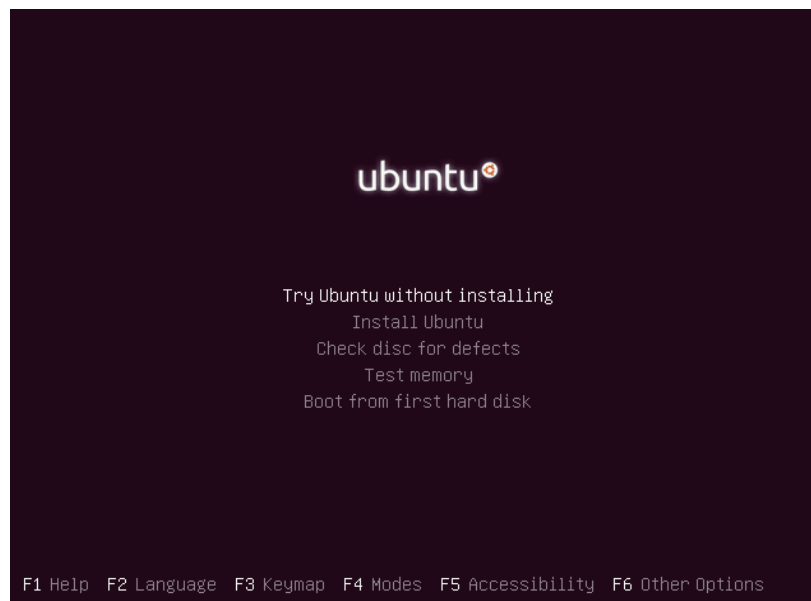 ubuntu
Try Ubuntu without installing
Install Ubuntu
Check disc for defects
Test memory
Boot from first hard disk
F1 Help F2 Language F3 Keymap F4 Modes F5 Accessibility F6 Other Options